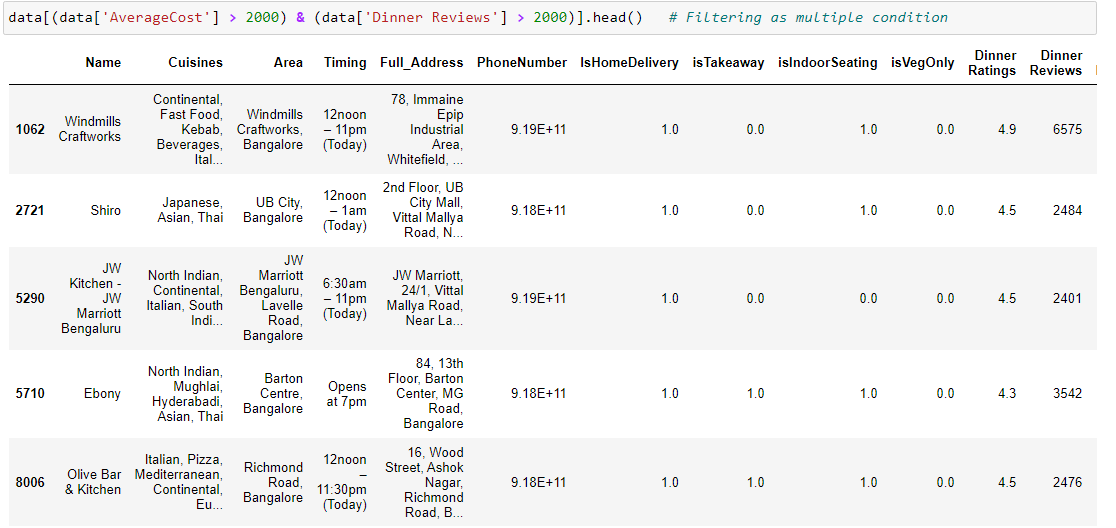 data[(data['AverageCost'] > 2000) & (data['Dinner Reviews'] > 2000)].head()   # Filtering as multiple condition
Name Cuisines Area Timing Full_Address PhoneNumber IsHomeDelivery isTakeaway isIndoorSeating isVegOnly Dinner Ratings Dinner Reviews
1062 Windmills Craftworks Continental, Fast Food, Kebab, Beverages, Ital... Windmills Craftworks, Bangalore 12noon – 11pm (Today) 78, Immaine Epip Industrial Area, Whitefield, ... 9.19E+11 1.0 0.0 1.0 0.0 4.9 6575
2721 Shiro Japanese, Asian, Thai UB City, Bangalore 12noon – 1am (Today) 2nd Floor, UB City Mall, Vittal Mallya Road, N... 9.18E+11 1.0 0.0 1.0 0.0 4.5 2484
5290 JW Kitchen - JW Marriott Bengaluru North Indian, Continental, Italian, South Indi... JW Marriott Bengaluru, Lavelle Road, Bangalore 6:30am – 11pm (Today) JW Marriott, 24/1, Vittal Mallya Road, Near La... 9.19E+11 1.0 0.0 0.0 0.0 4.5 2401
5710 Ebony North Indian, Mughlai, Hyderabadi, Asian, Thai Barton Centre, Bangalore Opens at 7pm 84, 13th Floor, Barton Center, MG Road, Bangalore 9.18E+11 1.0 1.0 1.0 0.0 4.3 3542
8006 Olive Bar & Kitchen Italian, Pizza, Mediterranean, Continental, Eu... Richmond Road, Bangalore 12noon – 11:30pm (Today) 16, Wood Street, Ashok Nagar, Richmond Road, B... 9.18E+11 1.0 1.0 1.0 0.0 4.5 2476